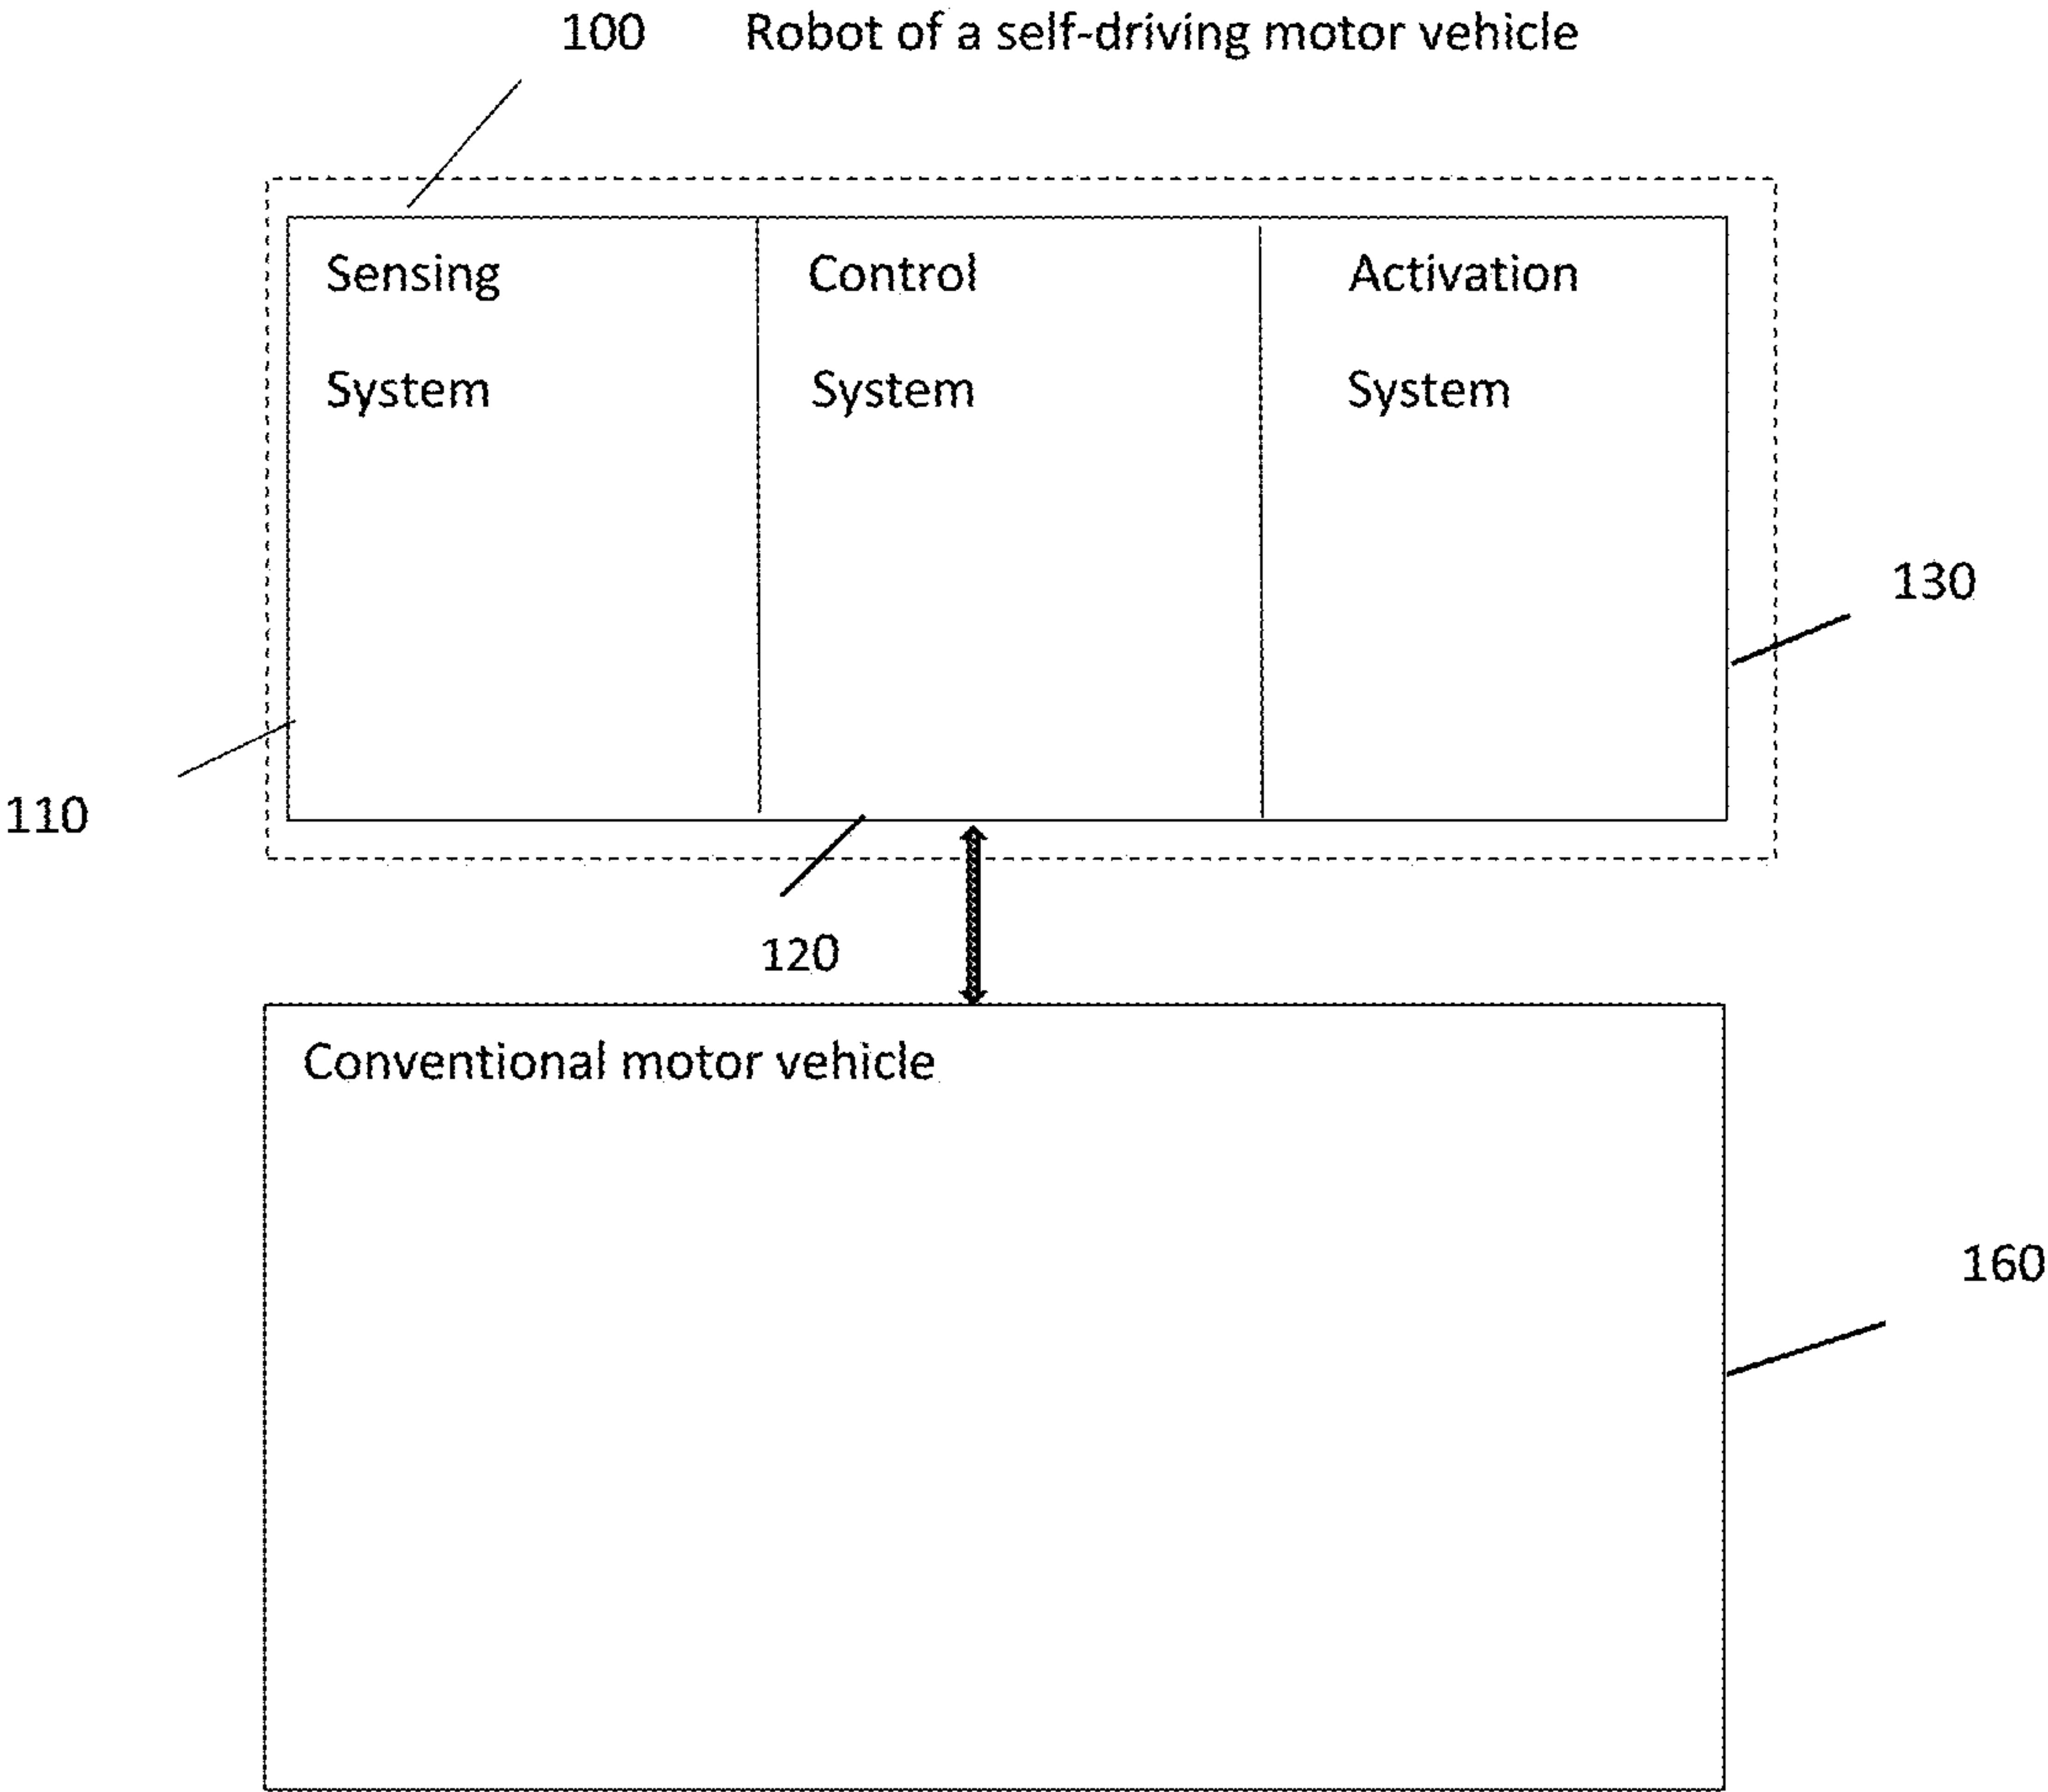 100 Robot of a self-driving motor vehicle
Sensing Control Activation
System System System
130
110
120
Conventional motor vehicle
160